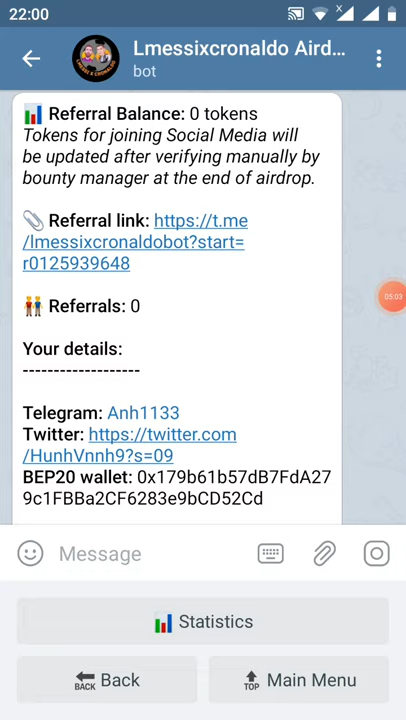 22:00
Lmessixcronaldo Aird...
bot
Referral Balance: 0 tokens
Tokens for joining Social Media will
be updated after verifying manually by
bounty manager at the end of airdrop.
Referral link: https://t.me
/lmessixcronaldobot?start=
r0125939648
05:03
Referrals: 0
Your details:
-------------------
Telegram: Anh1133
Twitter: https://twitter.com
/HunhVnnh9?s=09
BEP20 wallet: 0x179b61b57dB7FdA27
9c1FBBa2CF6283e9bCD52Cd
Message
Statistics
BACK Back
TOP Main Menu